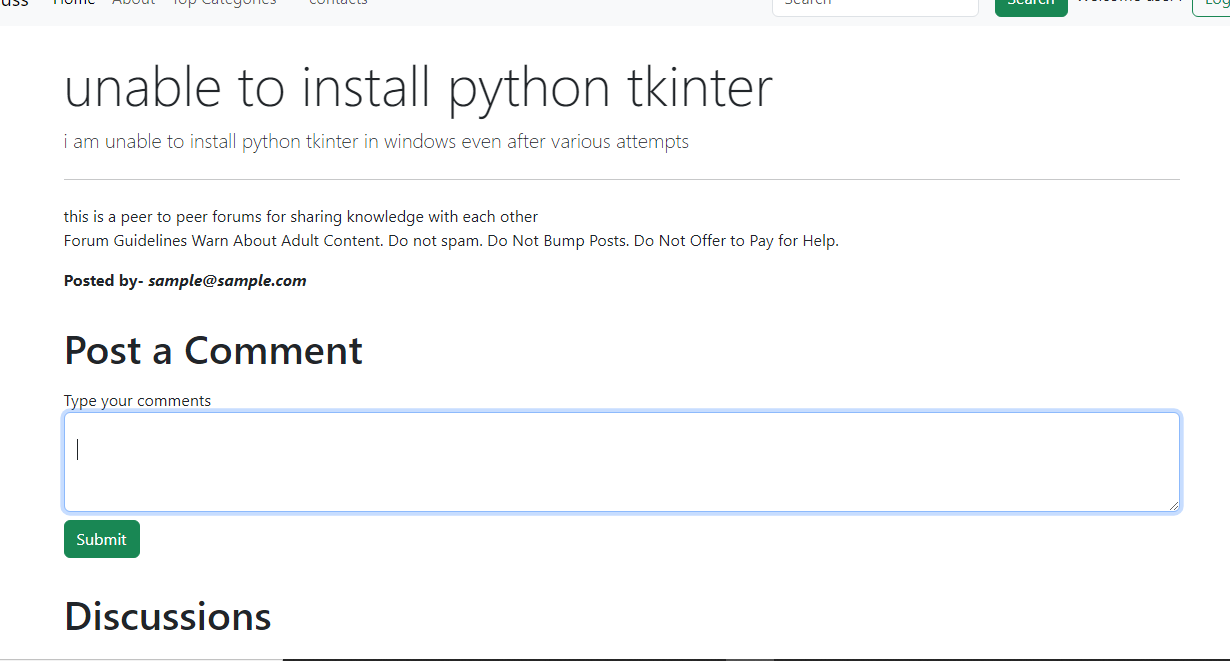 uss Home About Top Categories contacts Search Search Welcome user1 Log
unable to install python tkinter
i am unable to install python tkinter in windows even after various attempts
this is a peer to peer forums for sharing knowledge with each other
Forum Guidelines Warn About Adult Content. Do not spam. Do Not Bump Posts. Do Not Offer to Pay for Help.
Posted by- sample@sample.com
Post a Comment
Type your comments
Submit
Discussions